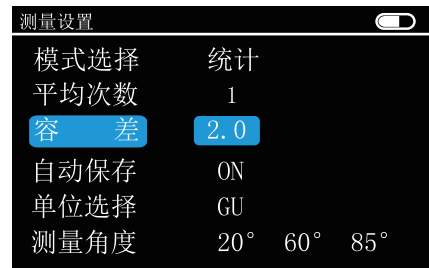 测量设置
模式选择 统计
平均次数 1
容 差 2.0
自动保存 ON
单位选择 GU
测量角度 20° 60° 85°